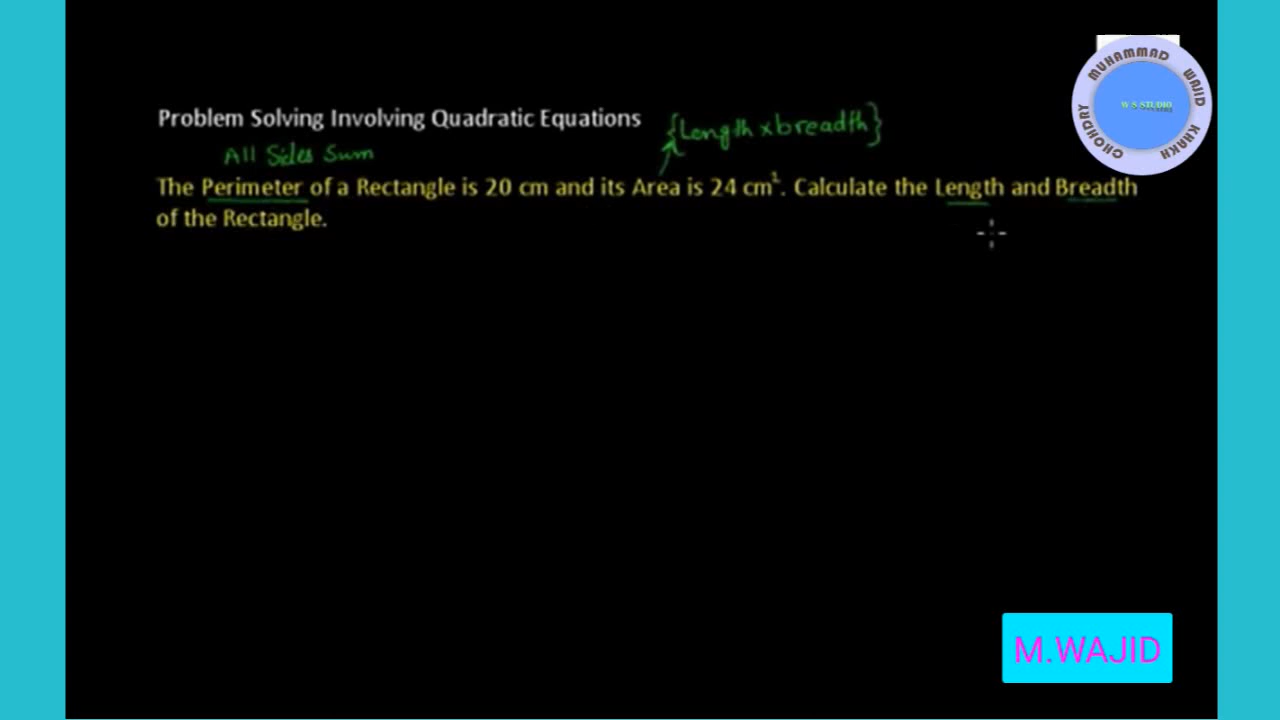 MUHAMMAD WAJID KHAKH CHOHDRY
W S STUDIO
Problem Solving Involving Quadratic Equations
{Length x breadth}
All Sides Sum
The Perimeter of a Rectangle is 20 cm and its Area is 24 cm². Calculate the Length and Breadth
of the Rectangle.
M.WAJID